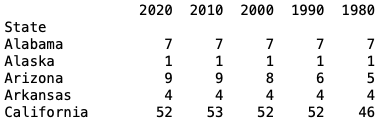 2020 2010 2000 1990 1980
State
Alabama 7 7 7 7 7
Alaska 1 1 1 1 1
Arizona 9 9 8 6 5
Arkansas 4 4 4 4 4
California 52 53 52 52 46